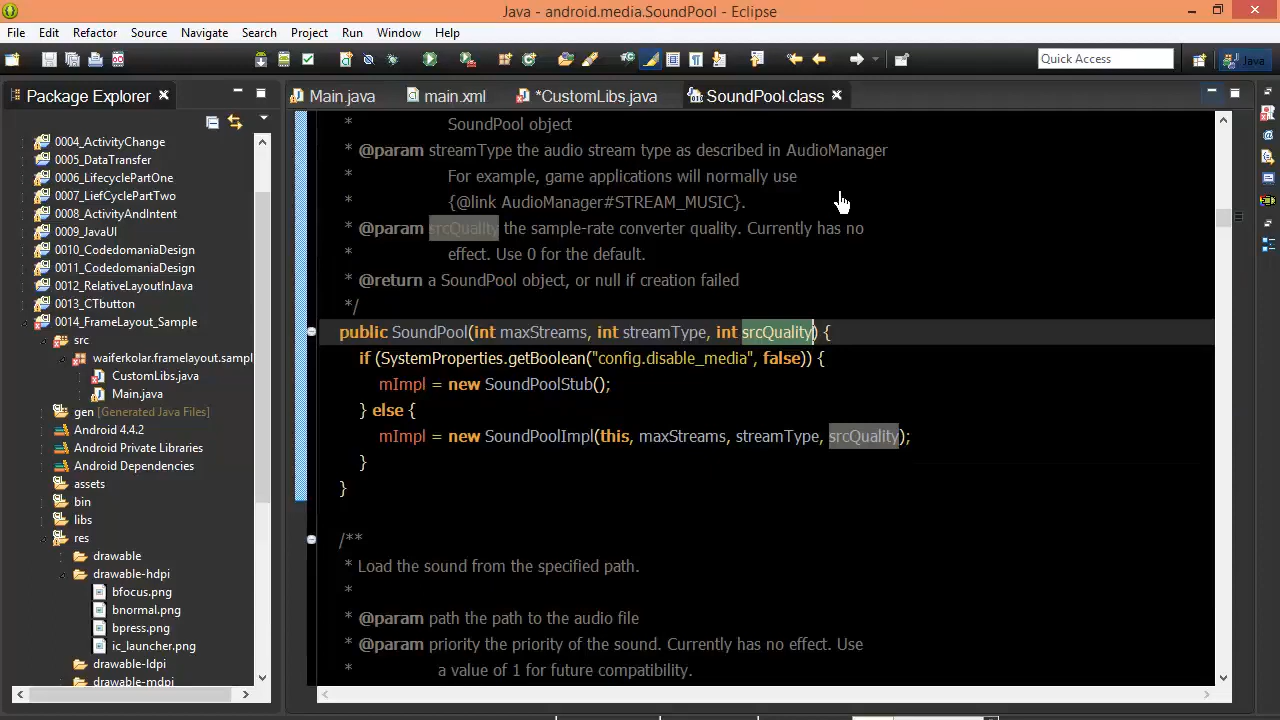 Java - android.media.SoundPool - Eclipse
File Edit Refactor Source Navigate Search Project Run Window Help
Quick Access
Java
Package Explorer
Main.java main.xml *CustomLibs.java SoundPool.class
0004_ActivityChange
0005_DataTransfer
0006_LifecyclePartOne
0007_LiefCyclePartTwo
0008_ActivityAndIntent
0009_JavaUI
0010_CodedomaniaDesign
0011_CodedomaniaDesign
0012_RelativeLayoutInJava
0013_CTbutton
0014_FrameLayout_Sample
src
waiferkolar.framelayout.sampl
CustomLibs.java
Main.java
gen [Generated Java Files]
Android 4.4.2
Android Private Libraries
Android Dependencies
assets
bin
libs
res
drawable
drawable-hdpi
bfocus.png
bnormal.png
bpress.png
ic_launcher.png
drawable-ldpi
drawable-mdpi
* SoundPool object
* @param streamType the audio stream type as described in AudioManager
* For example, game applications will normally use
* {@link AudioManager#STREAM_MUSIC}.
* @param srcQuality the sample-rate converter quality. Currently has no
* effect. Use 0 for the default.
* @return a SoundPool object, or null if creation failed
*/
public SoundPool(int maxStreams, int streamType, int srcQuality) {
if (SystemProperties.getBoolean("config.disable_media", false)) {
mImpl = new SoundPoolStub();
} else {
mImpl = new SoundPoolImpl(this, maxStreams, streamType, srcQuality);
}
}
/**
* Load the sound from the specified path.
*
* @param path the path to the audio file
* @param priority the priority of the sound. Currently has no effect. Use
* a value of 1 for future compatibility.